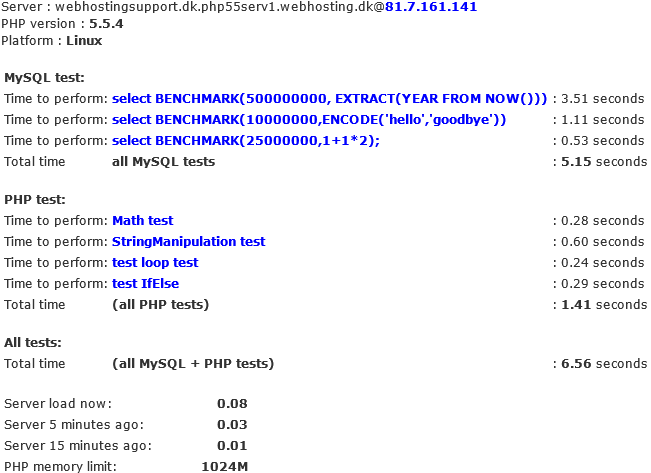 Server : webhostingsupport.dk.php55serv1.webhosting.dk@81.7.161.141
PHP version : 5.5.4
Platform : Linux
MySQL test:
Time to perform: select BENCHMARK(500000000, EXTRACT(YEAR FROM NOW())) : 3.51 seconds
Time to perform: select BENCHMARK(10000000,ENCODE('hello','goodbye')) : 1.11 seconds
Time to perform: select BENCHMARK(25000000,1+1*2); : 0.53 seconds
Total time all MySQL tests : 5.15 seconds
PHP test:
Time to perform: Math test : 0.28 seconds
Time to perform: StringManipulation test : 0.60 seconds
Time to perform: test loop test : 0.24 seconds
Time to perform: test IfElse : 0.29 seconds
Total time (all PHP tests) : 1.41 seconds
All tests:
Total time (all MySQL + PHP tests) : 6.56 seconds
Server load now: 0.08
Server 5 minutes ago: 0.03
Server 15 minutes ago: 0.01
PHP memory limit: 1024M